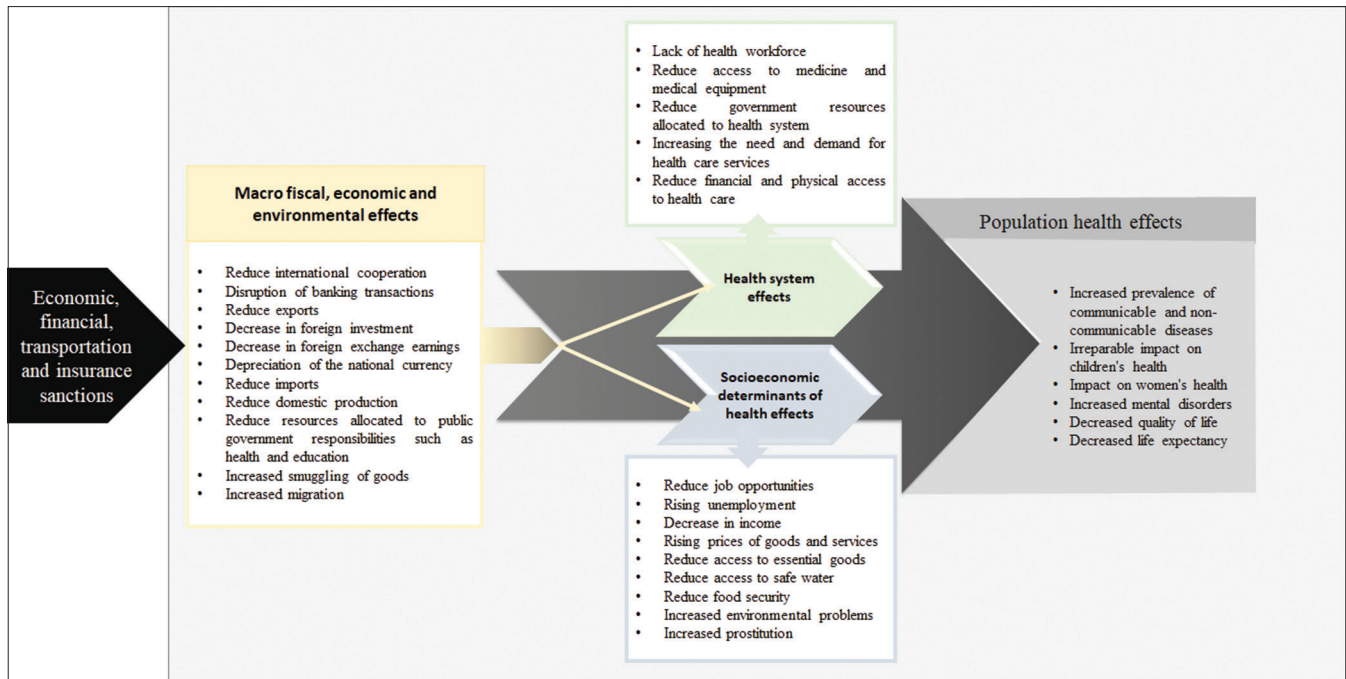 Economic,
financial,
transportation
and insurance
sanctions
Macro fiscal, economic and
environmental effects
• Reduce international cooperation
• Disruption of banking transactions
• Reduce exports
• Decrease in foreign investment
• Decrease in foreign exchange earnings
• Depreciation of the national currency
• Reduce imports
• Reduce domestic production
• Reduce resources allocated to public
government responsibilities such as
health and education
• Increased smuggling of goods
• Increased migration
• Lack of health workforce
• Reduce access to medicine and
medical equipment
• Reduce government resources
allocated to health system
• Increasing the need and demand for
health care services
• Reduce financial and physical access
to health care
Health system
effects
Socioeconomic
determinants of
health effects
• Reduce job opportunities
• Rising unemployment
• Decrease in income
• Rising prices of goods and services
• Reduce access to essential goods
• Reduce access to safe water
• Reduce food security
• Increased environmental problems
• Increased prostitution
Population health effects
• Increased prevalence of
communicable and non-
communicable diseases
• Irreparable impact on
children's health
• Impact on women's health
• Increased mental disorders
• Decreased quality of life
• Decreased life expectancy